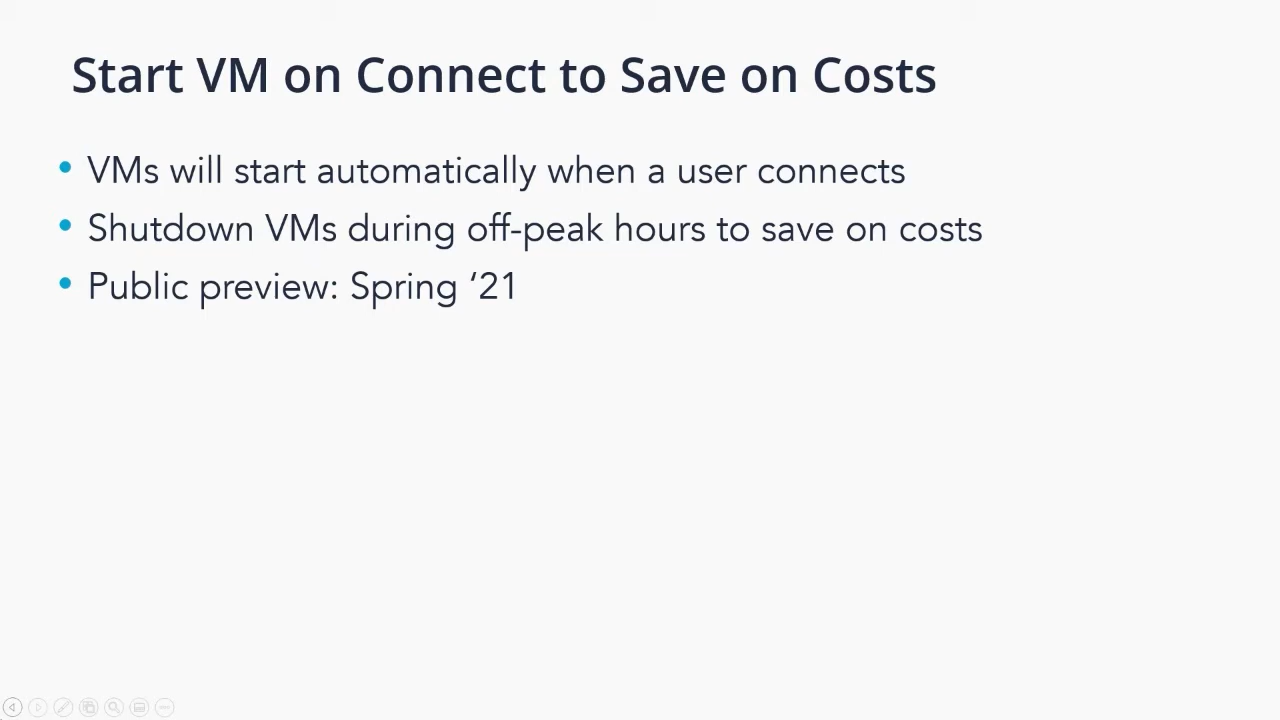 Start VM on Connect to Save on Costs
• VMs will start automatically when a user connects
• Shutdown VMs during off-peak hours to save on costs
• Public preview: Spring ‘21